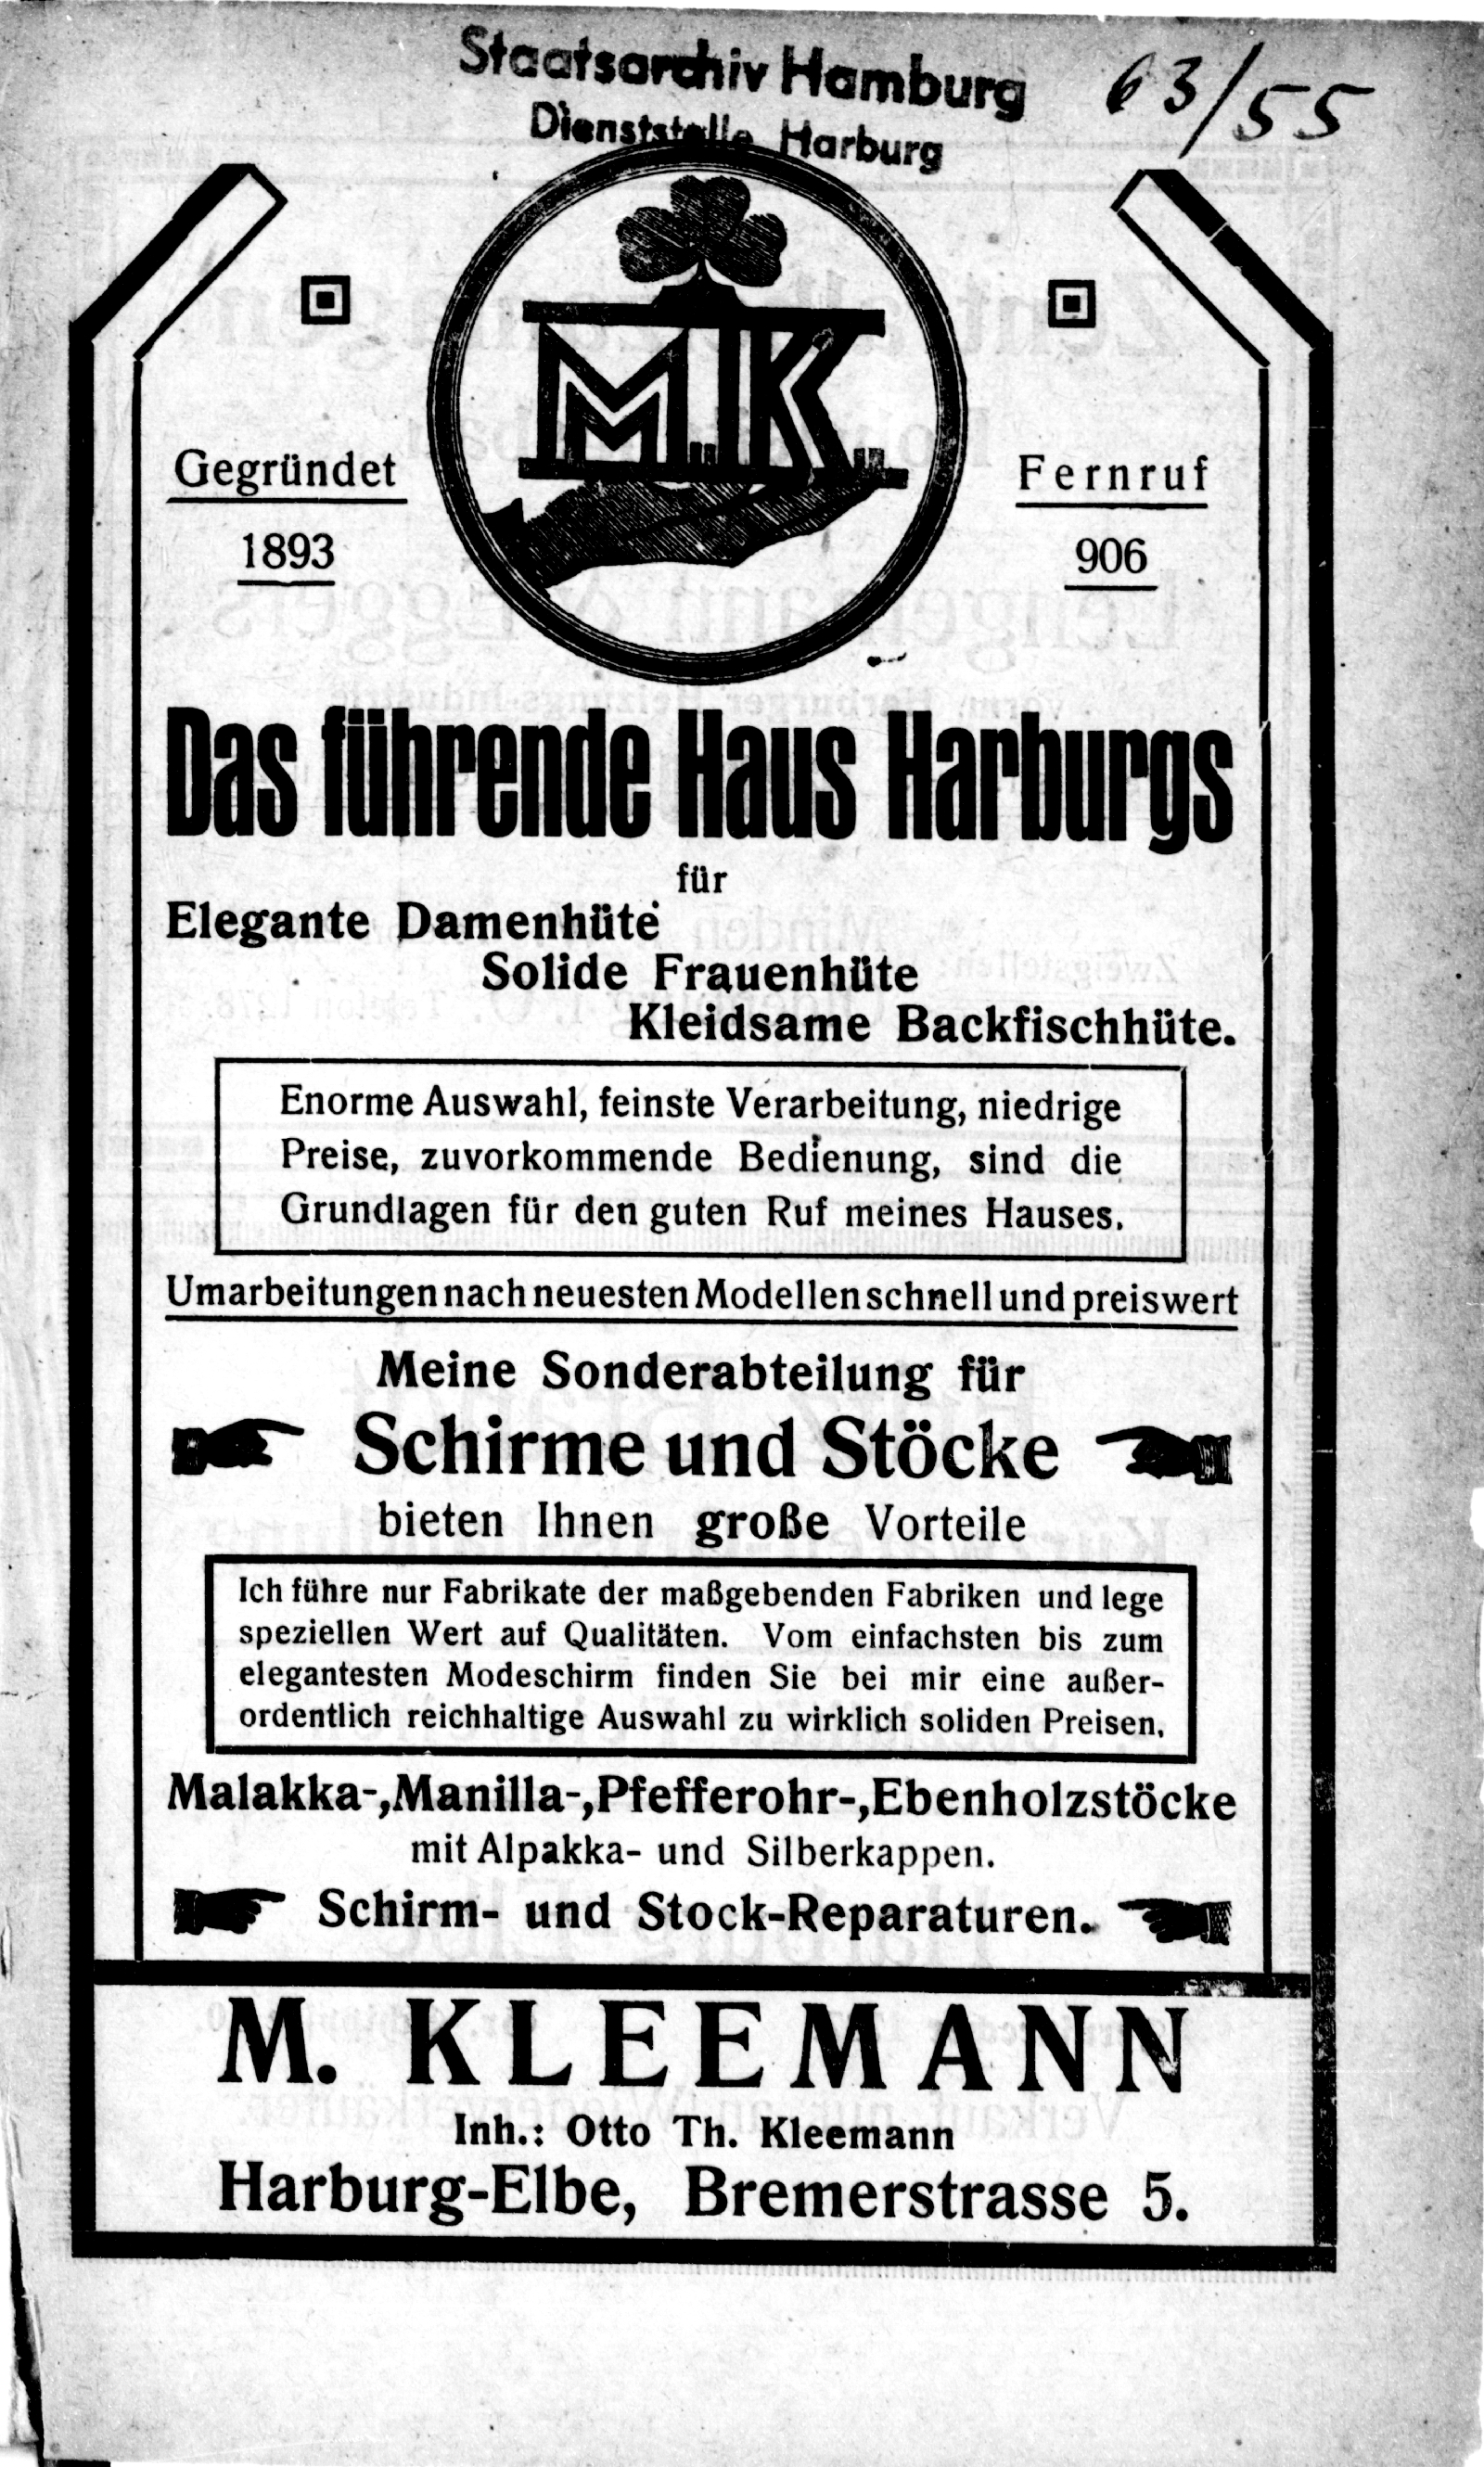 Staatsarchiv Hamburg
Dienststelle Harburg
63/55
M.K.
Gegründet
1893
Fernruf
906
Das führende Haus Harburgs
für
Elegante Damenhüte
Solide Frauenhüte
Kleidsame Backfischhüte.
Enorme Auswahl, feinste Verarbeitung, niedrige
Preise, zuvorkommende Bedienung, sind die
Grundlagen für den guten Ruf meines Hauses.
Umarbeitungen nach neuesten Modellen schnell und preiswert
Meine Sonderabteilung für
Schirme und Stöcke
bieten Ihnen große Vorteile
Ich führe nur Fabrikate der maßgebenden Fabriken und lege
speziellen Wert auf Qualitäten. Vom einfachsten bis zum
elegantesten Modeschirm finden Sie bei mir eine außer-
ordentlich reichhaltige Auswahl zu wirklich soliden Preisen.
Malakka-, Manilla-, Pfefferohr-, Ebenholzstöcke
mit Alpakka- und Silberkappen.
Schirm- und Stock-Reparaturen.
M. KLEEMANN
Inh.: Otto Th. Kleemann
Harburg-Elbe, Bremerstrasse 5.